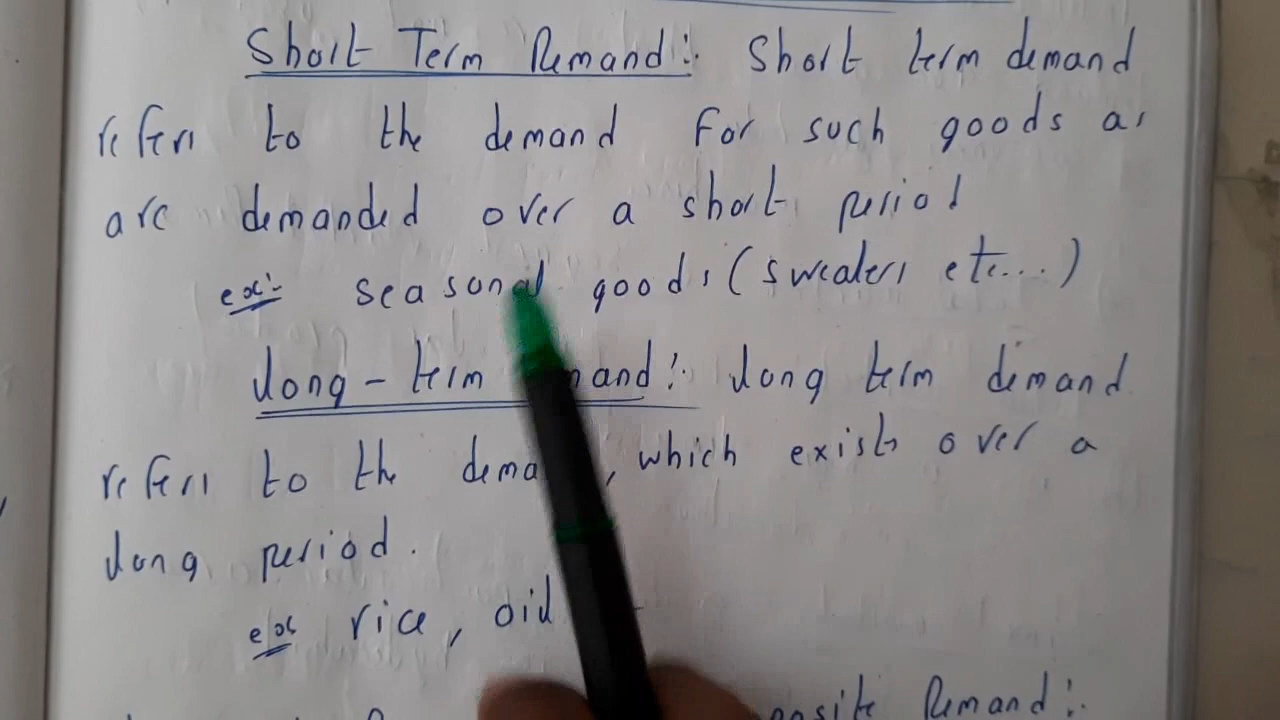 Short Term Demand:- Short term demand
refers to the demand For such goods as
are demanded over a short period
ex:- seasonal goods (sweaters etc...)
Long-term mand:- Long term demand
refers to the dema , which exists over a
long period.
ex rice, oil
Demand:-